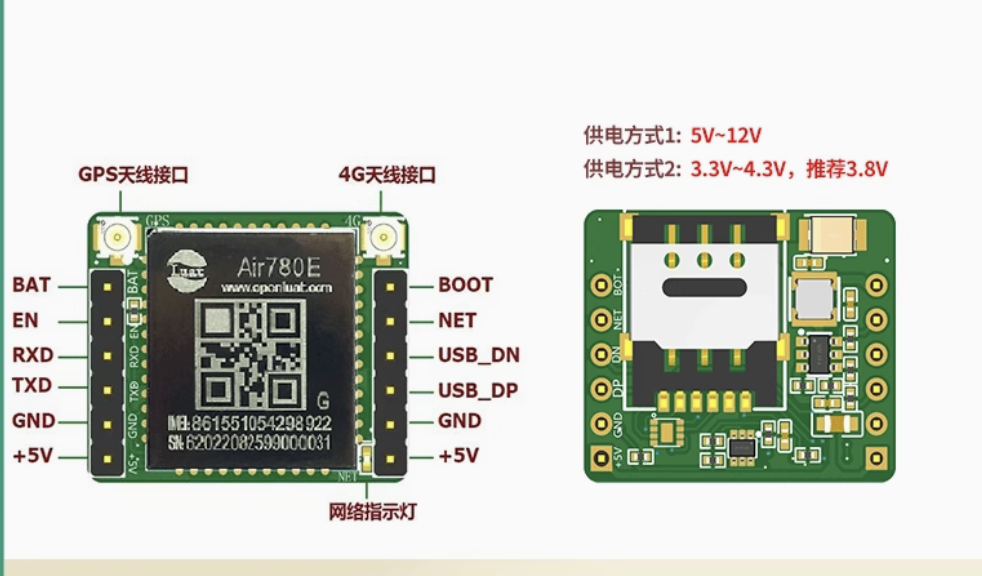 供电方式1: 5V~12V
供电方式2: 3.3V~4.3V，推荐3.8V
GPS天线接口
4G天线接口
GPS
4G
BAT
EN
RXD
TXD
GND
+5V
BAT
EN
RXD
TXD
GND
+5V
Luat
Air780E
www.openluat.com
G
IMEI:861551054298922
SN:62022082599000031
NET
BOOT
NET
USB_DN
USB_DP
GND
+5V
网络指示灯
BOT
NET
DN
DP
GND
+5V